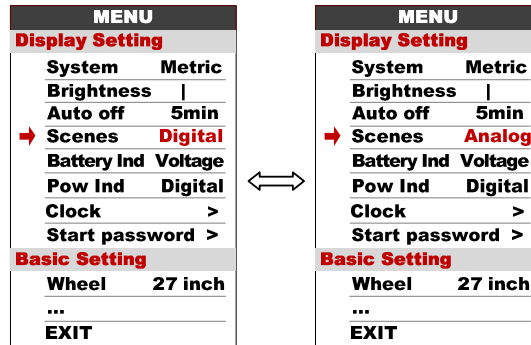 MENU
Display Setting
System Metric
Brightness |
Auto off 5min
Scenes Digital
Battery Ind Voltage
Pow Ind Digital
Clock >
Start password >
Basic Setting
Wheel 27 inch
...
EXIT
MENU
Display Setting
System Metric
Brightness |
Auto off 5min
Scenes Analog
Battery Ind Voltage
Pow Ind Digital
Clock >
Start password >
Basic Setting
Wheel 27 inch
...
EXIT